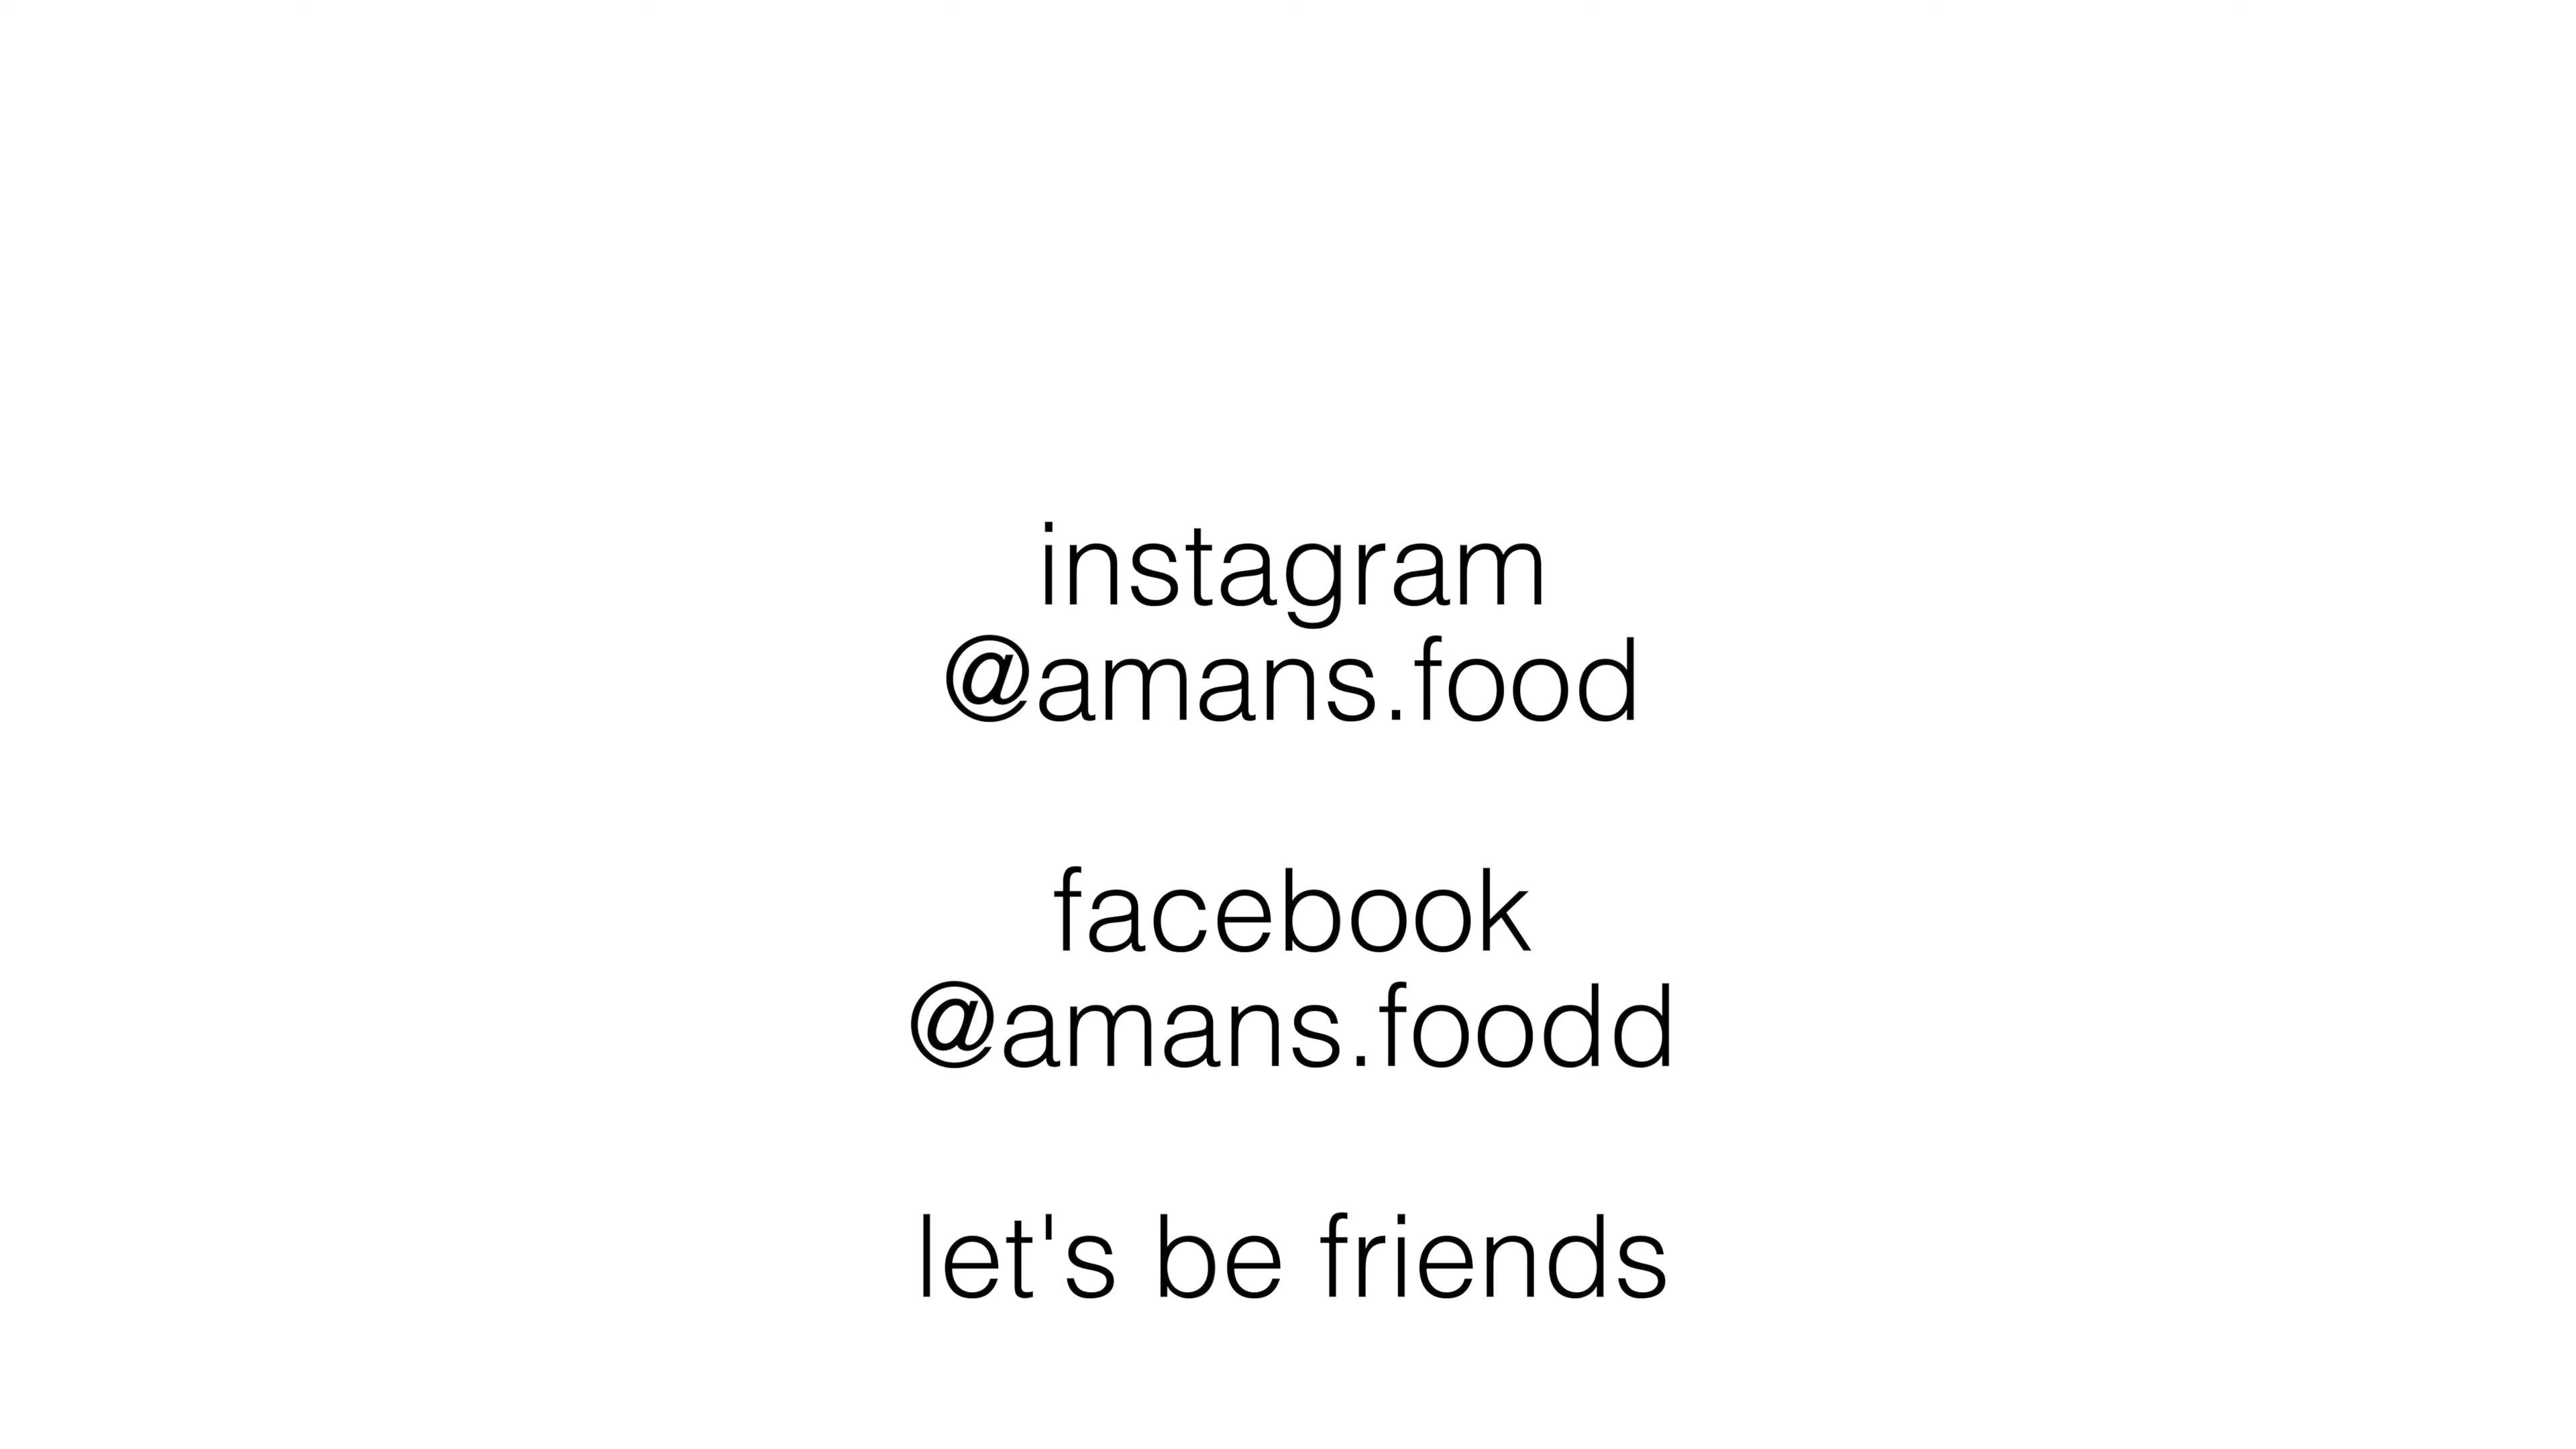 instagram
@amans.food
facebook
@amans.foodd
let's be friends